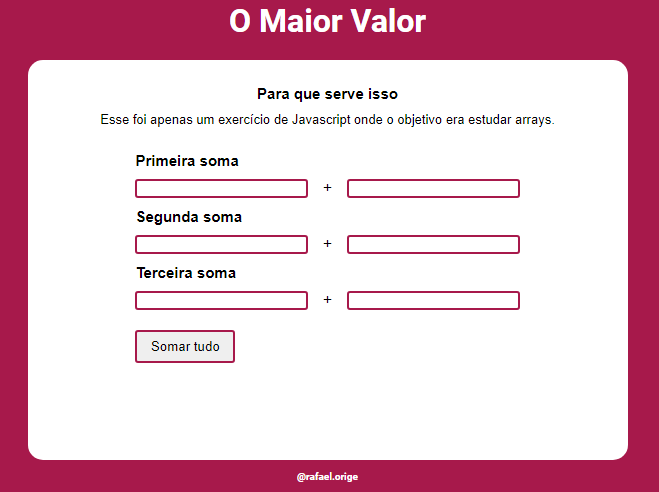 O Maior Valor
Para que serve isso
Esse foi apenas um exercício de Javascript onde o objetivo era estudar arrays.
Primeira soma
+
Segunda soma
+
Terceira soma
+
Somar tudo
@rafael.orige